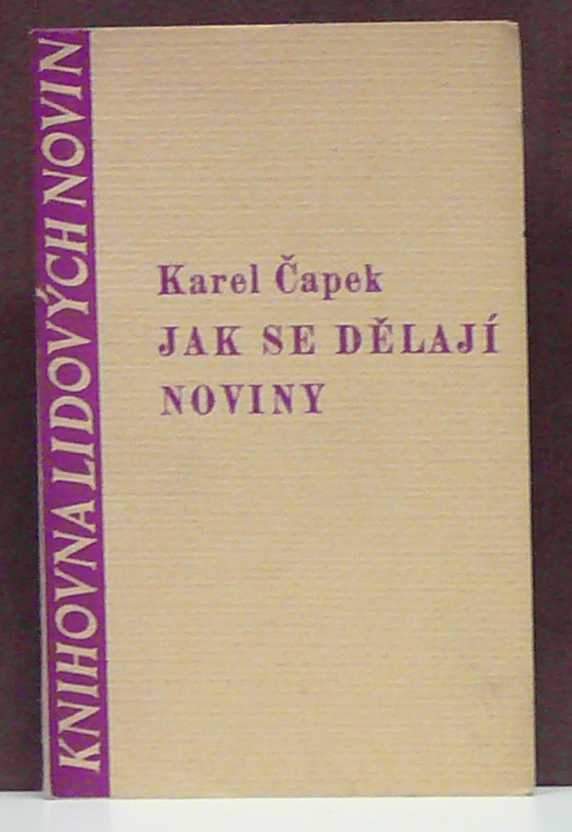 KNIHOVNA LIDOVÝCH NOVIN
Karel Čapek
JAK SE DĚLAJÍ
NOVINY